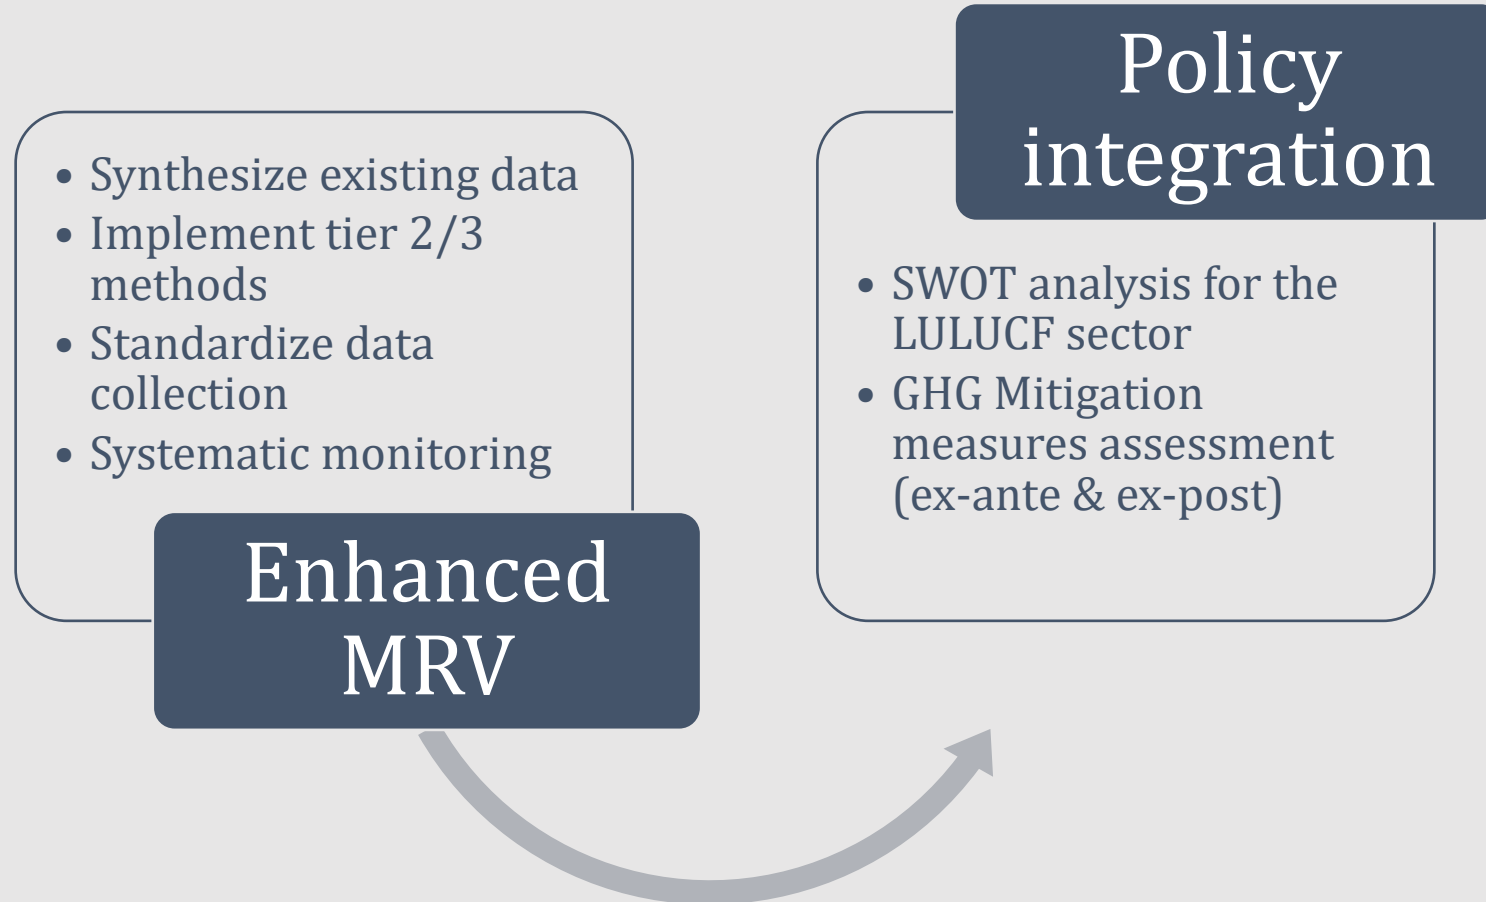 • Synthesize existing data
• Implement tier 2/3
methods
• Standardize data
collection
• Systematic monitoring
Enhanced
MRV
Policy
integration
• SWOT analysis for the
LULUCF sector
• GHG Mitigation
measures assessment
(ex-ante & ex-post)